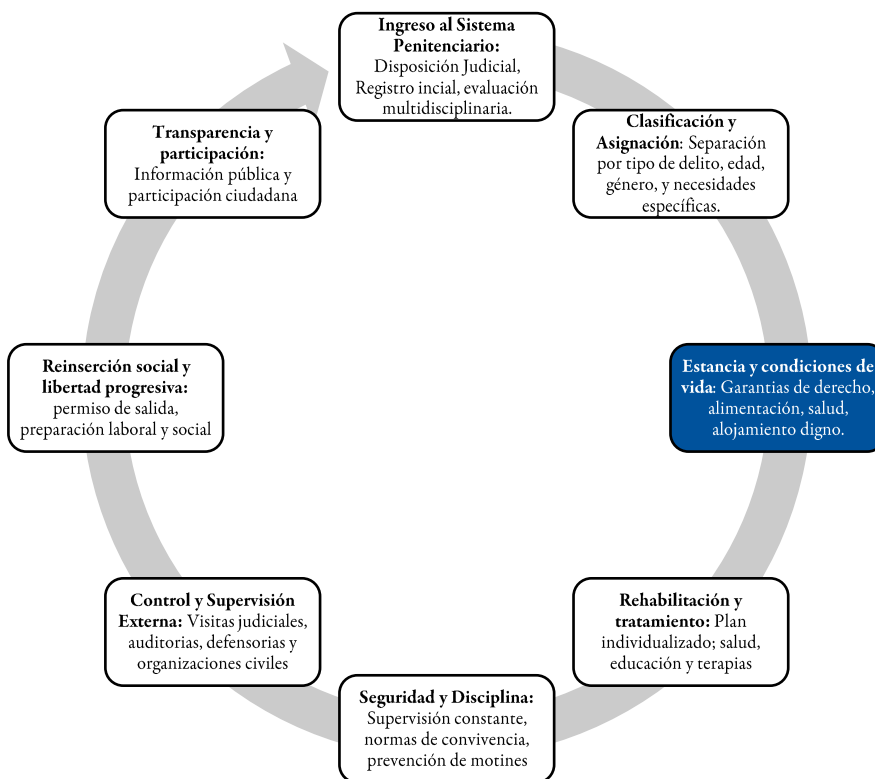 Ingreso al Sistema
Penitenciario:
Disposición Judicial,
Registro incial, evaluación
multidisciplinaria.
Clasificación y
Asignación: Separación
por tipo de delito, edad,
género, y necesidades
específicas.
Estancia y condiciones de
vida: Garantias de derecho,
alimentación, salud,
alojamiento digno.
Rehabilitación y
tratamiento: Plan
individualizado; salud,
educación y terapias
Seguridad y Disciplina:
Supervisión constante,
normas de convivencia,
prevención de motines
Control y Supervisión
Externa: Visitas judiciales,
auditorias, defensorias y
organizaciones civiles
Reinserción social y
libertad progresiva:
permiso de salida,
preparación laboral y social
Transparencia y
participación:
Información pública y
participación ciudadana